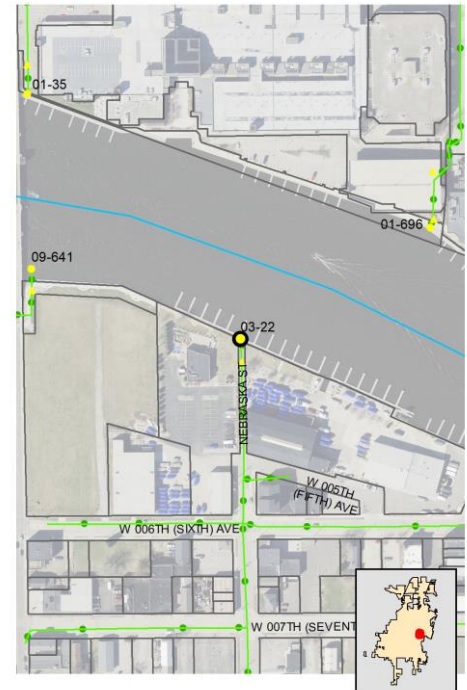 01-35
01-696
09-641
03-22
NEBRASKA ST
W 005TH
(FIFTH) AVE
W 006TH (SIXTH) AVE
W 007TH (SEVENT